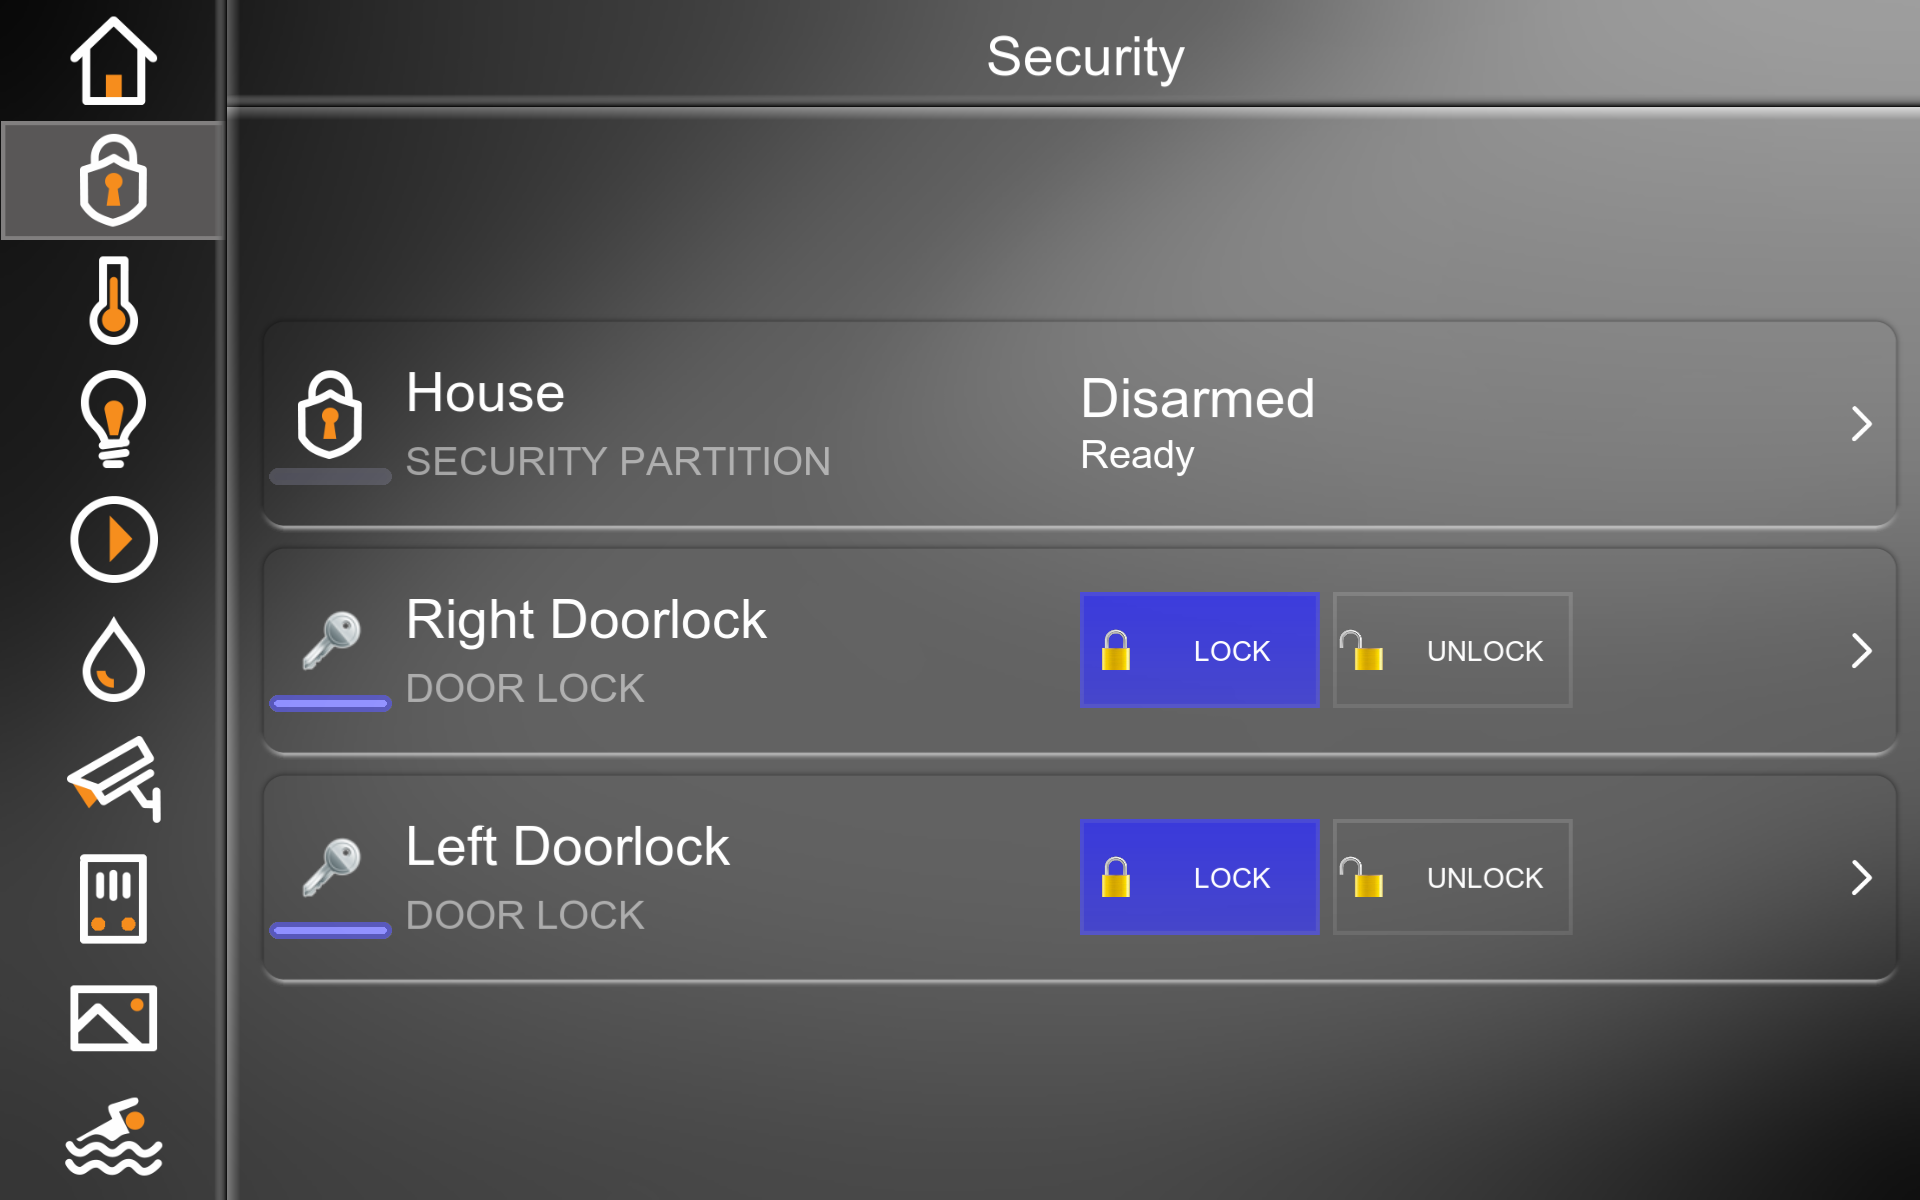 Security
House
SECURITY PARTITION
Disarmed
Ready
Right Doorlock
DOOR LOCK
LOCK
UNLOCK
Left Doorlock
DOOR LOCK
LOCK
UNLOCK